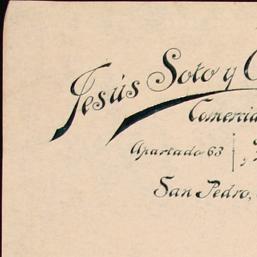 Jesús Soto y
Comercia
Apartado 63
San Pedro,